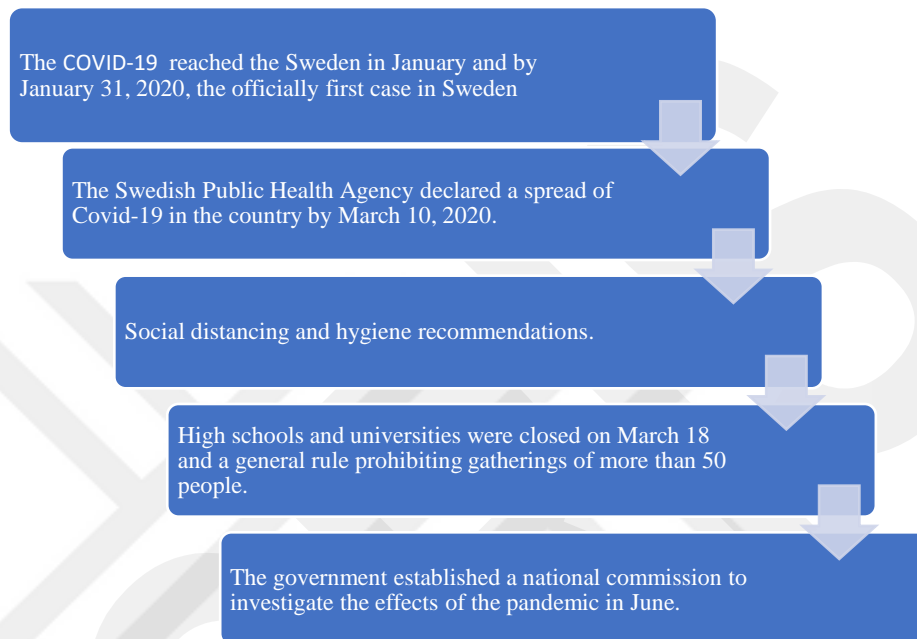 The COVID-19 reached the Sweden in January and by
January 31, 2020, the officially first case in Sweden
The Swedish Public Health Agency declared a spread of
Covid-19 in the country by March 10, 2020.
Social distancing and hygiene recommendations.
High schools and universities were closed on March 18
and a general rule prohibiting gatherings of more than 50
people.
The government established a national commission to
investigate the effects of the pandemic in June.